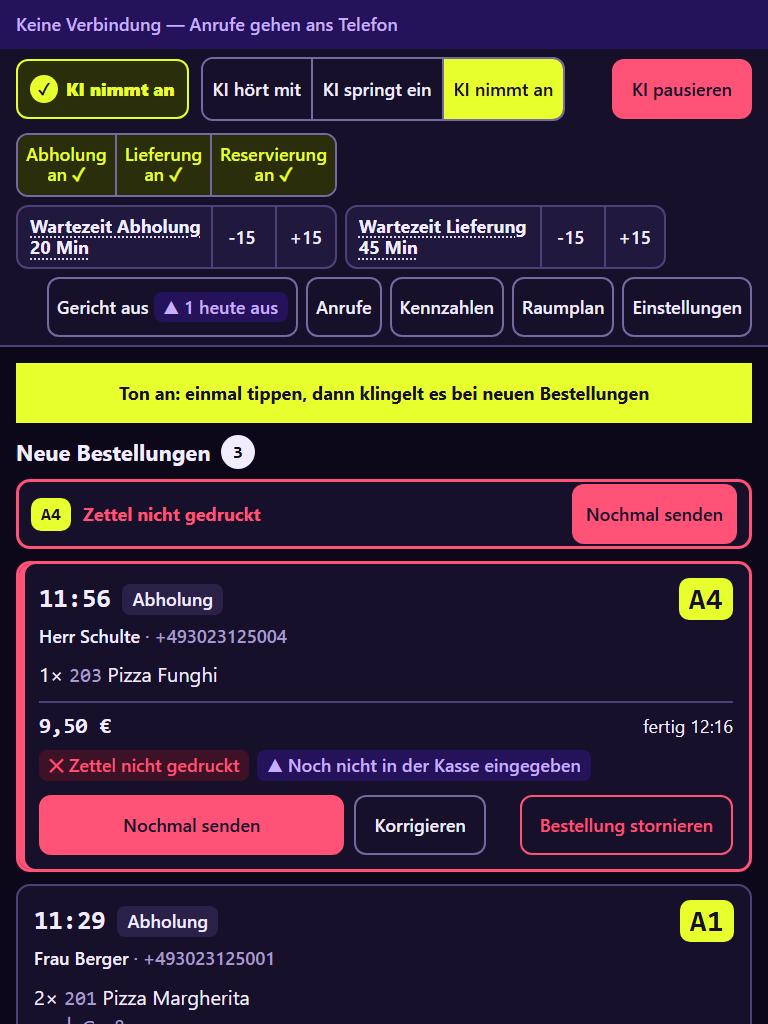 Keine Verbindung — Anrufe gehen ans Telefon
✓ KI nimmt an
KI hört mit
KI springt ein
KI nimmt an
KI pausieren
Abholung
an ✓
Lieferung
an ✓
Reservierung
an ✓
Wartezeit Abholung
20 Min
-15
+15
Wartezeit Lieferung
45 Min
-15
+15
Gericht aus ▲ 1 heute aus
Anrufe
Kennzahlen
Raumplan
Einstellungen
Ton an: einmal tippen, dann klingelt es bei neuen Bestellungen
Neue Bestellungen 3
A4 Zettel nicht gedruckt
Nochmal senden
11:56 Abholung
A4
Herr Schulte · +493023125004
1× 203 Pizza Funghi
9,50 €
fertig 12:16
✕ Zettel nicht gedruckt
▲ Noch nicht in der Kasse eingegeben
Nochmal senden
Korrigieren
Bestellung stornieren
11:29 Abholung
A1
Frau Berger · +493023125001
2× 201 Pizza Margherita